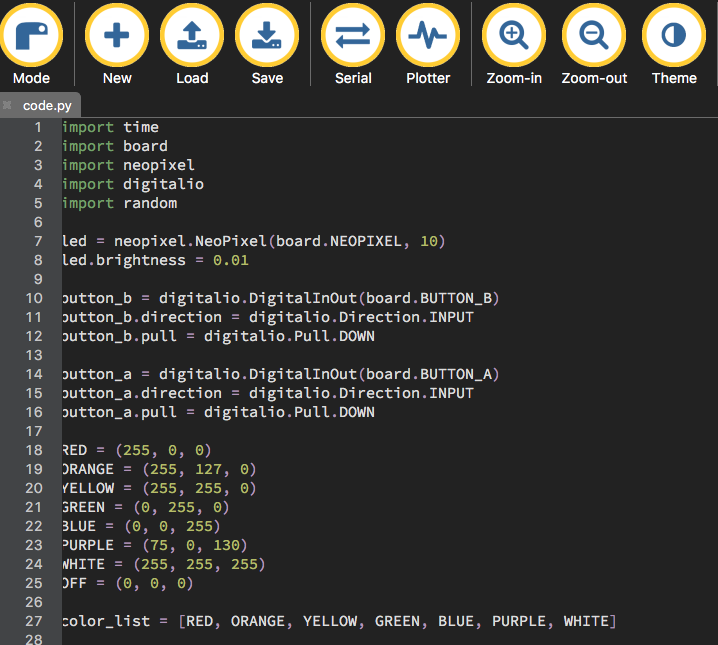 Mode New Load Save Serial Plotter Zoom-in Zoom-out Theme
code.py
1 import time
2 import board
3 import neopixel
4 import digitalio
5 import random
6
7 led = neopixel.NeoPixel(board.NEOPIXEL, 10)
8 led.brightness = 0.01
9
10 button_b = digitalio.DigitalInOut(board.BUTTON_B)
11 button_b.direction = digitalio.Direction.INPUT
12 button_b.pull = digitalio.Pull.DOWN
13
14 button_a = digitalio.DigitalInOut(board.BUTTON_A)
15 button_a.direction = digitalio.Direction.INPUT
16 button_a.pull = digitalio.Pull.DOWN
17
18 RED = (255, 0, 0)
19 ORANGE = (255, 127, 0)
20 YELLOW = (255, 255, 0)
21 GREEN = (0, 255, 0)
22 BLUE = (0, 0, 255)
23 PURPLE = (75, 0, 130)
24 WHITE = (255, 255, 255)
25 OFF = (0, 0, 0)
26
27 color_list = [RED, ORANGE, YELLOW, GREEN, BLUE, PURPLE, WHITE]
28